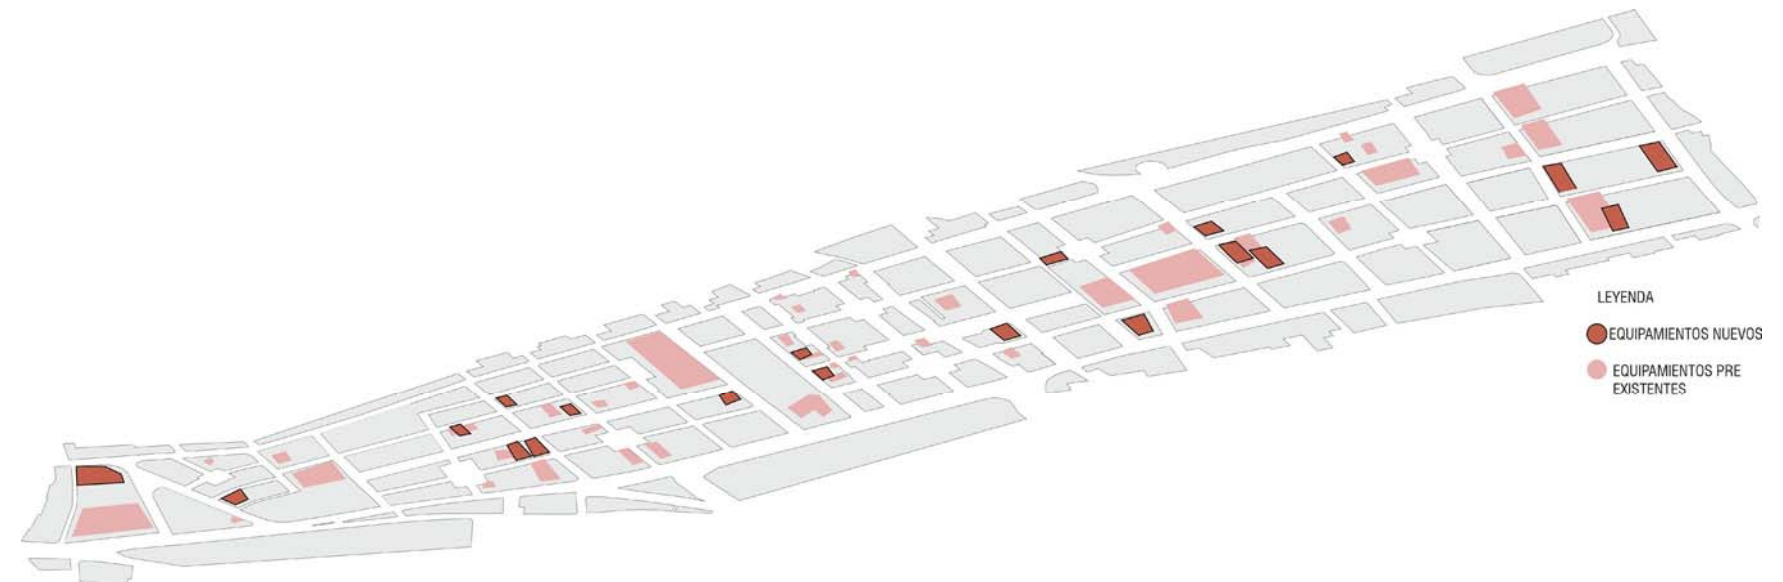 LEYENDA
EQUIPAMIENTOS NUEVOS
EQUIPAMIENTOS PRE
EXISTENTES